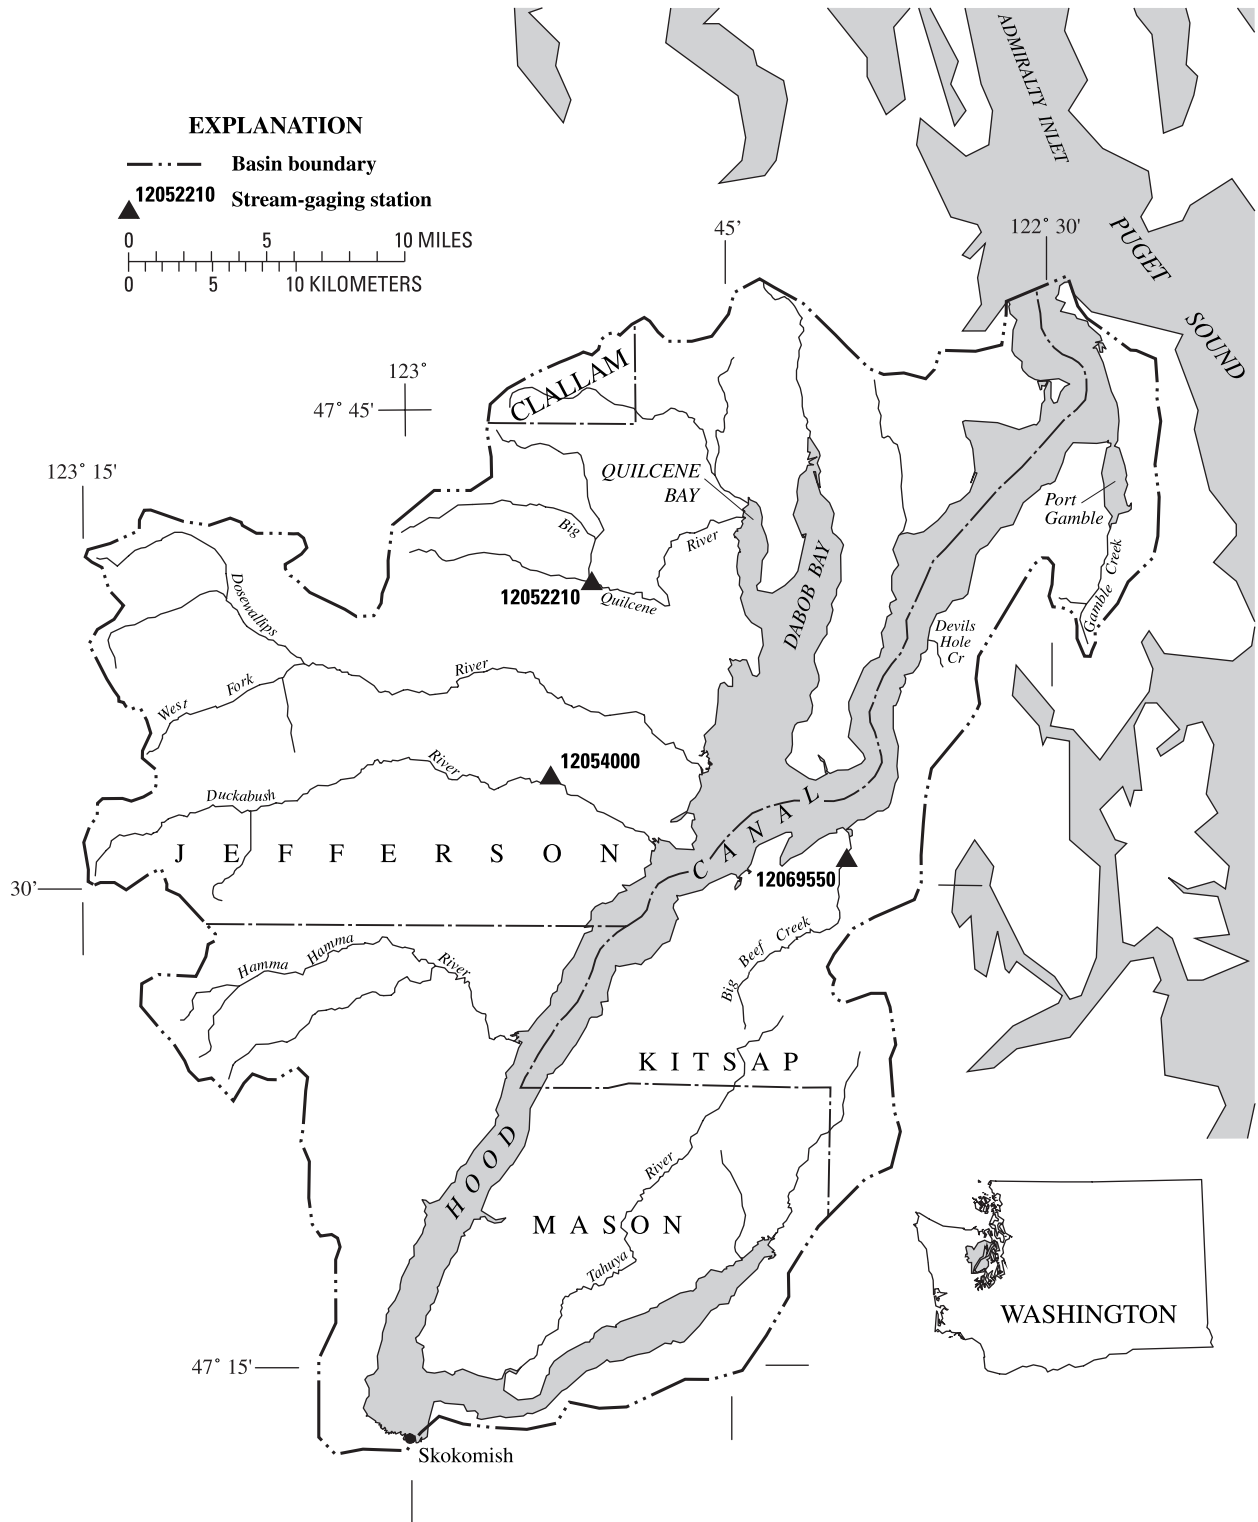 ADMIRALTY INLET
EXPLANATION
Basin boundary
12052210 Stream-gaging station
0 5 10 MILES
0 5 10 KILOMETERS
PUGET SOUND
45'
122° 30'
123°
47° 45'
123° 15'
CLALLAM
QUILCENE
BAY
Port
Gamble
Big
River
12052210
Quilcene
DABOB BAY
Gamble Creek
Devils
Hole
Cr
Dosewallips
River
West Fork
12054000
River
Duckabush
JEFFERSON
CANAL
12069550
30'
Big Beef Creek
Hamma Hamma River
KITSAP
HOOD
River
MASON
Tahuya
WASHINGTON
47° 15'
Skokomish